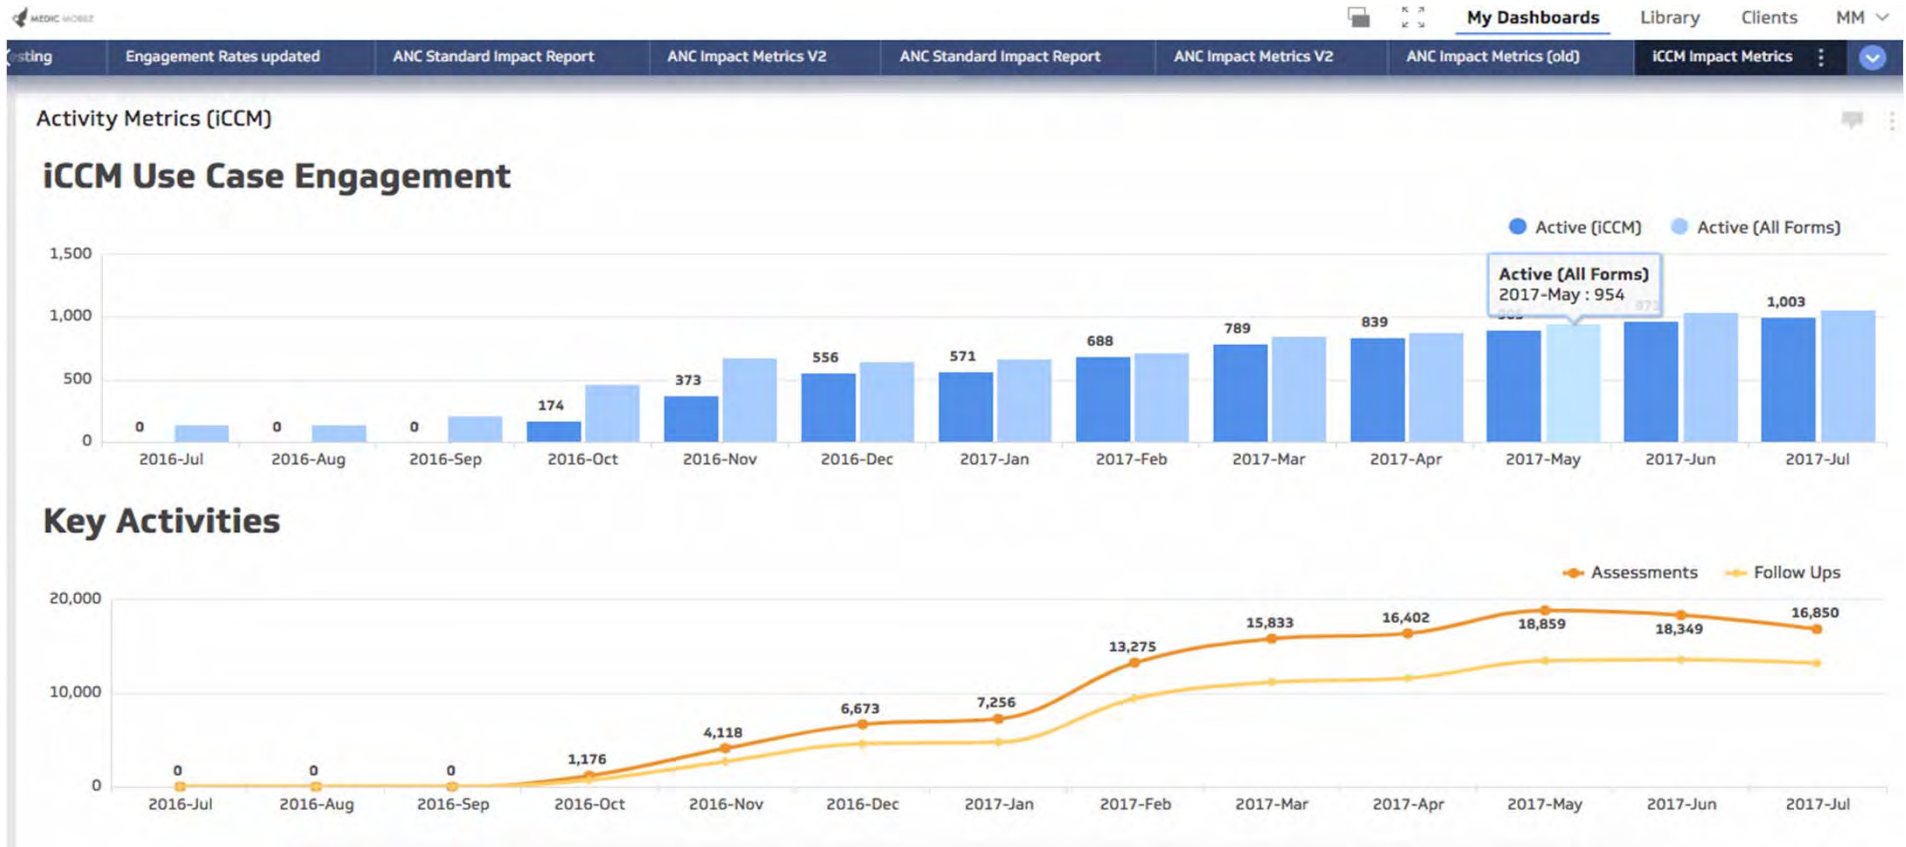 MEDIC MOBILE
My Dashboards Library Clients MM
esting Engagement Rates updated ANC Standard Impact Report ANC Impact Metrics V2 ANC Standard Impact Report ANC Impact Metrics V2 ANC Impact Metrics (old) iCCM Impact Metrics
Activity Metrics (iCCM)
iCCM Use Case Engagement
Active (iCCM) Active (All Forms)
Active (All Forms)
2017-May : 954
1,500
1,000
500
0
0 0 0 174 373 556 571 688 789 839 1,003
2016-Jul 2016-Aug 2016-Sep 2016-Oct 2016-Nov 2016-Dec 2017-Jan 2017-Feb 2017-Mar 2017-Apr 2017-May 2017-Jun 2017-Jul
Key Activities
Assessments Follow Ups
20,000
10,000
0
0 0 0 1,176 4,118 6,673 7,256 13,275 15,833 16,402 18,859 18,349 16,850
2016-Jul 2016-Aug 2016-Sep 2016-Oct 2016-Nov 2016-Dec 2017-Jan 2017-Feb 2017-Mar 2017-Apr 2017-May 2017-Jun 2017-Jul